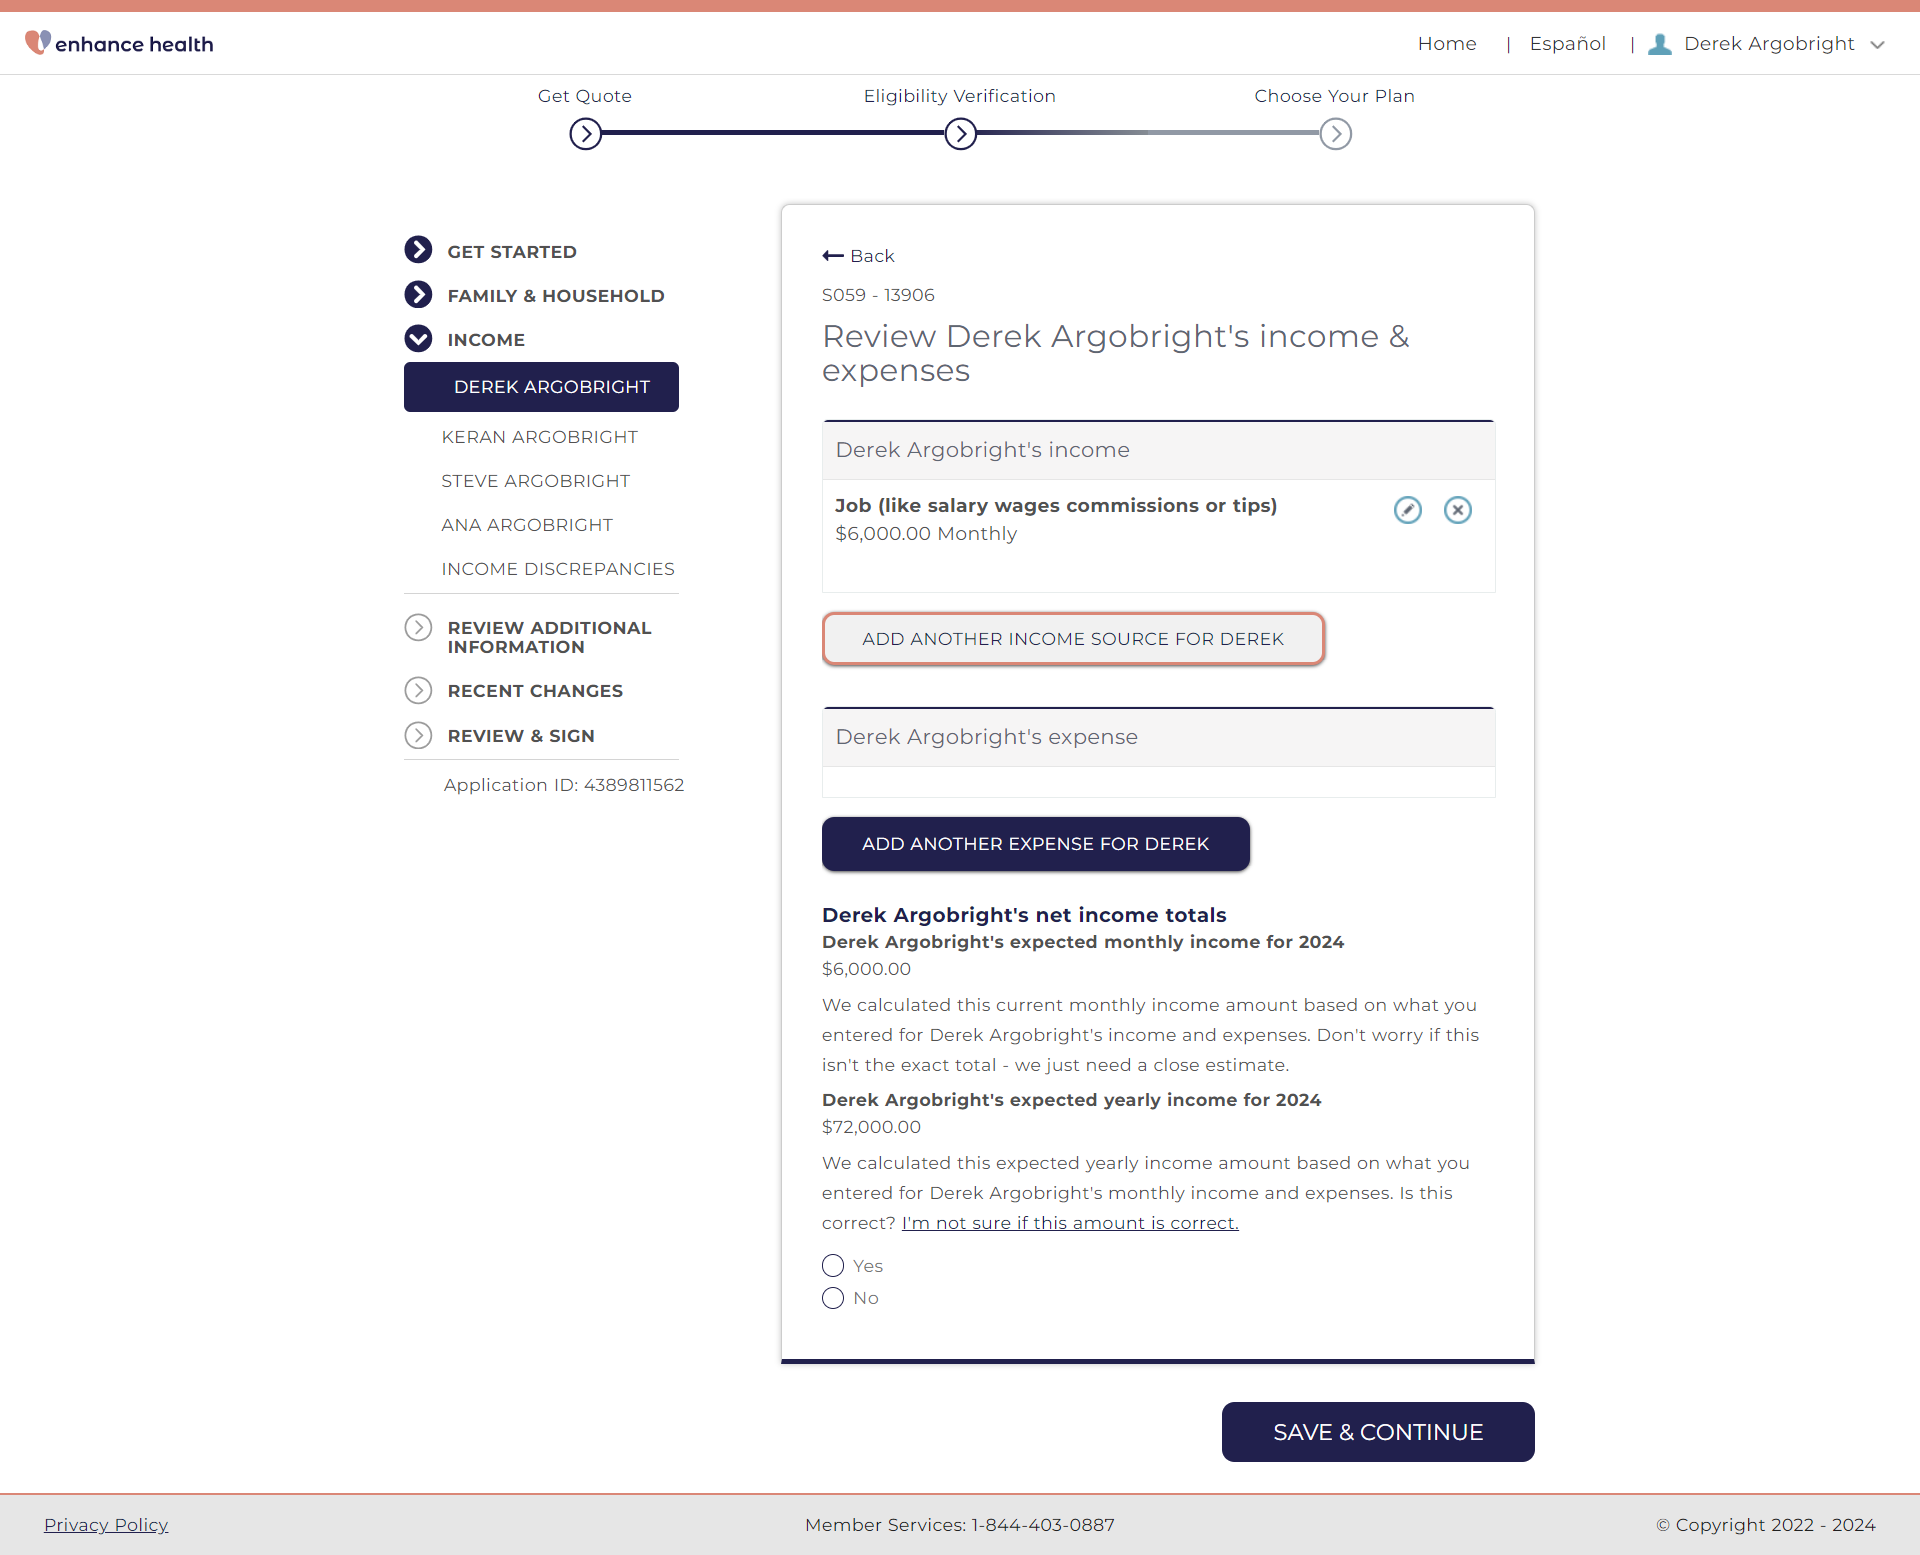 enhance health
Home | Español | Derek Argobright
Get Quote
Eligibility Verification
Choose Your Plan
GET STARTED
FAMILY & HOUSEHOLD
INCOME
DEREK ARGOBRIGHT
KERAN ARGOBRIGHT
STEVE ARGOBRIGHT
ANA ARGOBRIGHT
INCOME DISCREPANCIES
REVIEW ADDITIONAL
INFORMATION
RECENT CHANGES
REVIEW & SIGN
Application ID: 4389811562
Back
S059 - 13906
Review Derek Argobright's income &
expenses
Derek Argobright's income
Job (like salary wages commissions or tips)
$6,000.00 Monthly
ADD ANOTHER INCOME SOURCE FOR DEREK
Derek Argobright's expense
ADD ANOTHER EXPENSE FOR DEREK
Derek Argobright's net income totals
Derek Argobright's expected monthly income for 2024
$6,000.00
We calculated this current monthly income amount based on what you
entered for Derek Argobright's income and expenses. Don't worry if this
isn't the exact total - we just need a close estimate.
Derek Argobright's expected yearly income for 2024
$72,000.00
We calculated this expected yearly income amount based on what you
entered for Derek Argobright's monthly income and expenses. Is this
correct? I'm not sure if this amount is correct.
Yes
No
SAVE & CONTINUE
Privacy Policy
Member Services: 1-844-403-0887
© Copyright 2022 - 2024